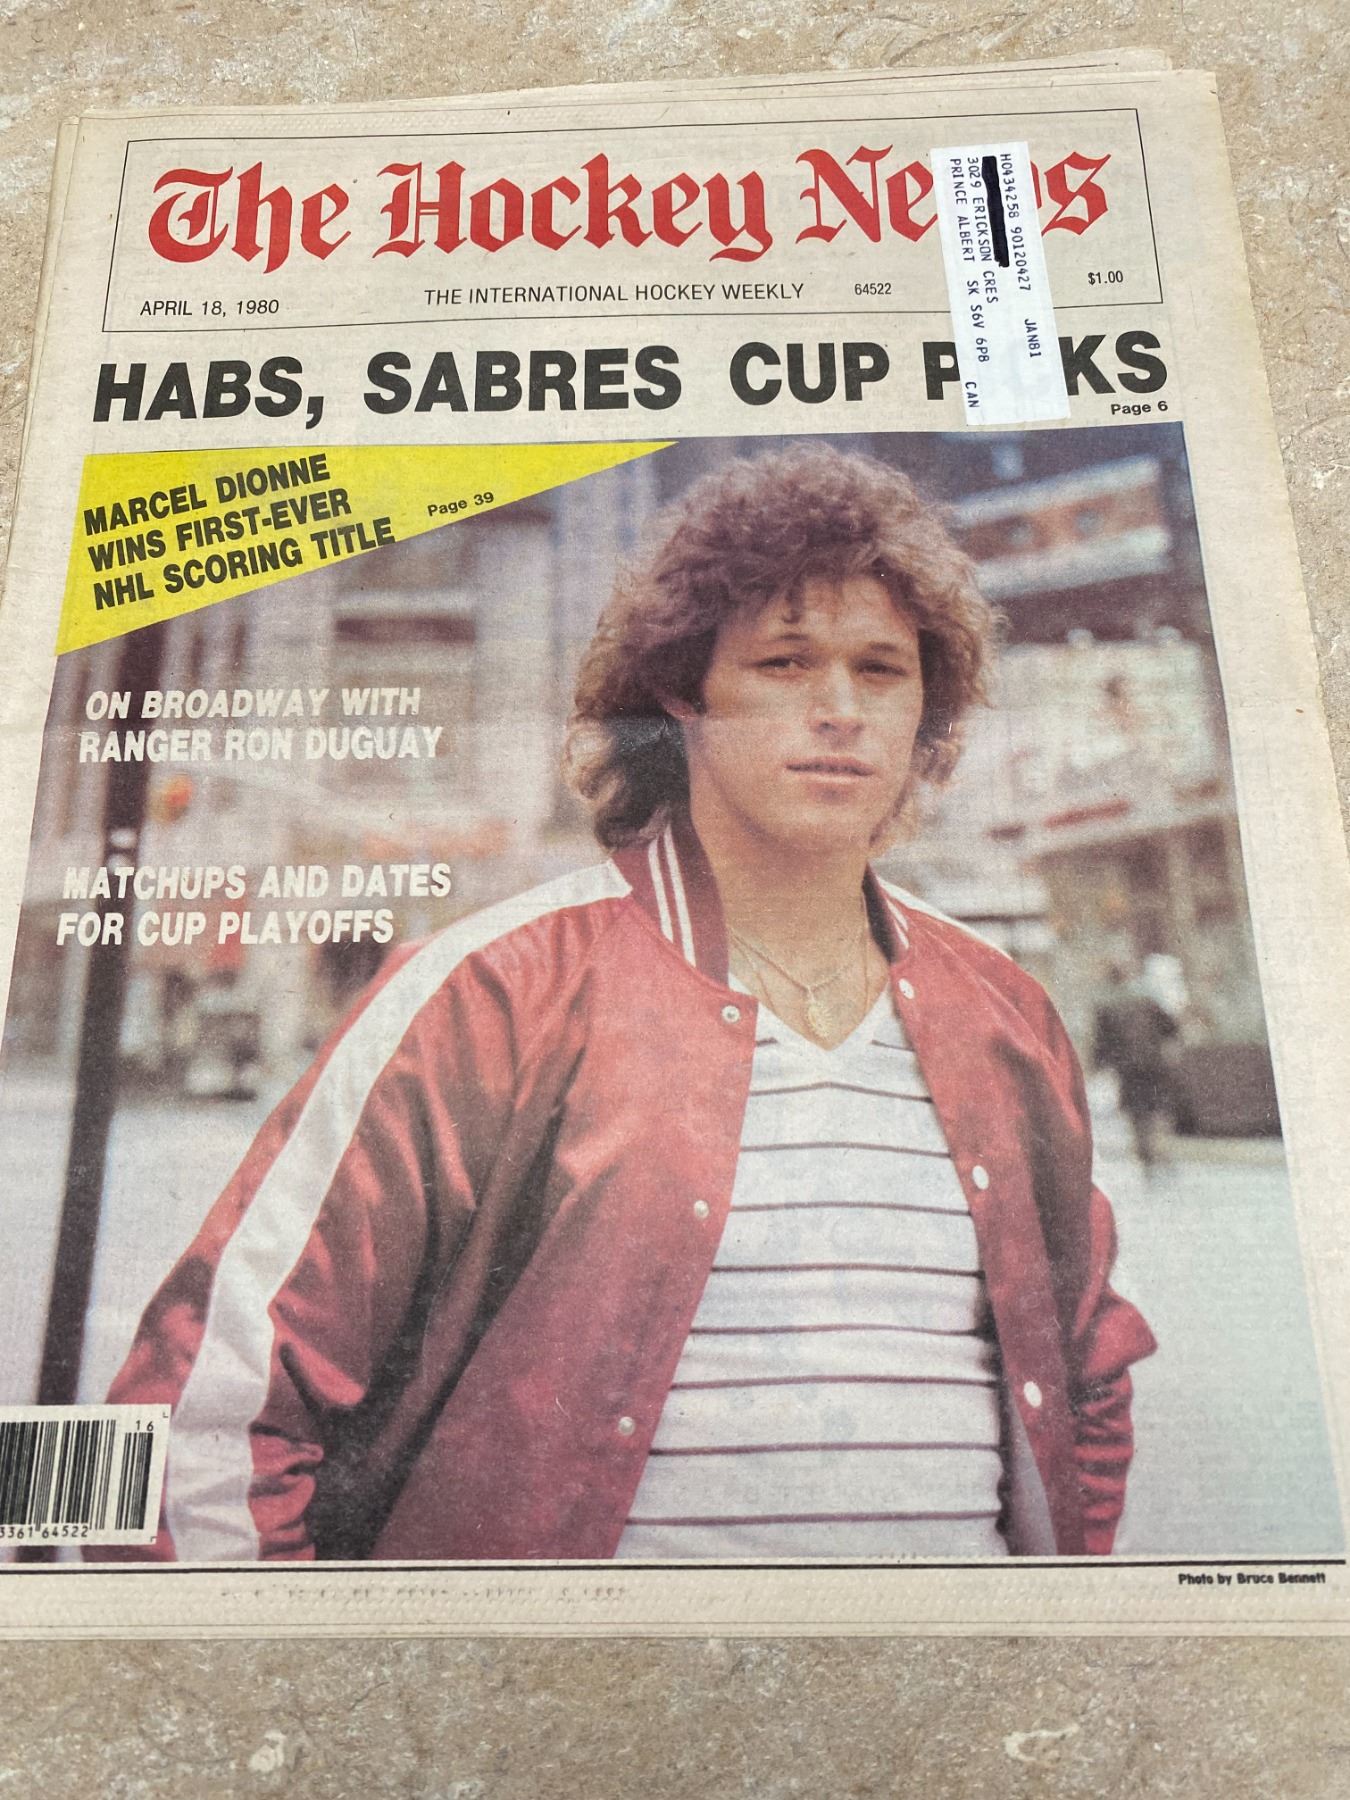 The Hockey Ne s
APRIL 18, 1980
THE INTERNATIONAL HOCKEY WEEKLY
64522
$1.00
H0434258 90120427 JAN81
3029 ERICKSON CRES
PRINCE ALBERT SK S6V 6P8 CAN
HABS, SABRES CUP P KS
Page 6
MARCEL DIONNE
WINS FIRST-EVER
NHL SCORING TITLE
Page 39
ON BROADWAY WITH
RANGER RON DUGUAY
MATCHUPS AND DATES
FOR CUP PLAYOFFS
16
3361 64522
Photo by Bruce Bennett